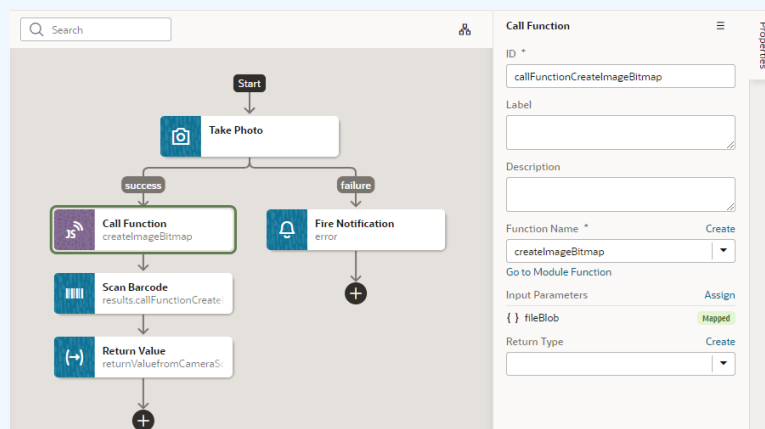 Search
Start
Take Photo
success
failure
JS
Call Function
createImageBitmap
Fire Notification
error
Scan Barcode
results.callFunctionCreate
Return Value
returnValuefromCameraSc
Call Function
ID *
callFunctionCreateImageBitmap
Label
Description
Function Name * Create
createImageBitmap
Go to Module Function
Input Parameters Assign
{ } fileBlob Mapped
Return Type Create
Properties